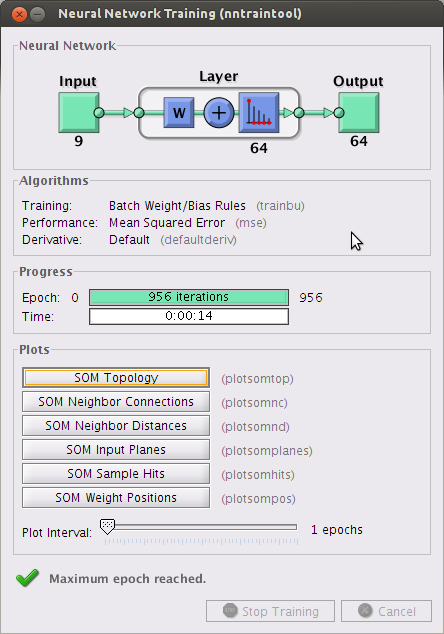 Neural Network Training (nntraintool)
Neural Network
Input
Layer
Output
W
9
64
64
Algorithms
Training: Batch Weight/Bias Rules (trainbu)
Performance: Mean Squared Error (mse)
Derivative: Default (defaultderiv)
Progress
Epoch: 0 956 iterations 956
Time: 0:00:14
Plots
SOM Topology (plotsomtop)
SOM Neighbor Connections (plotsomnc)
SOM Neighbor Distances (plotsomnd)
SOM Input Planes (plotsomplanes)
SOM Sample Hits (plotsomhits)
SOM Weight Positions (plotsompos)
Plot Interval: 1 epochs
Maximum epoch reached.
Stop Training Cancel